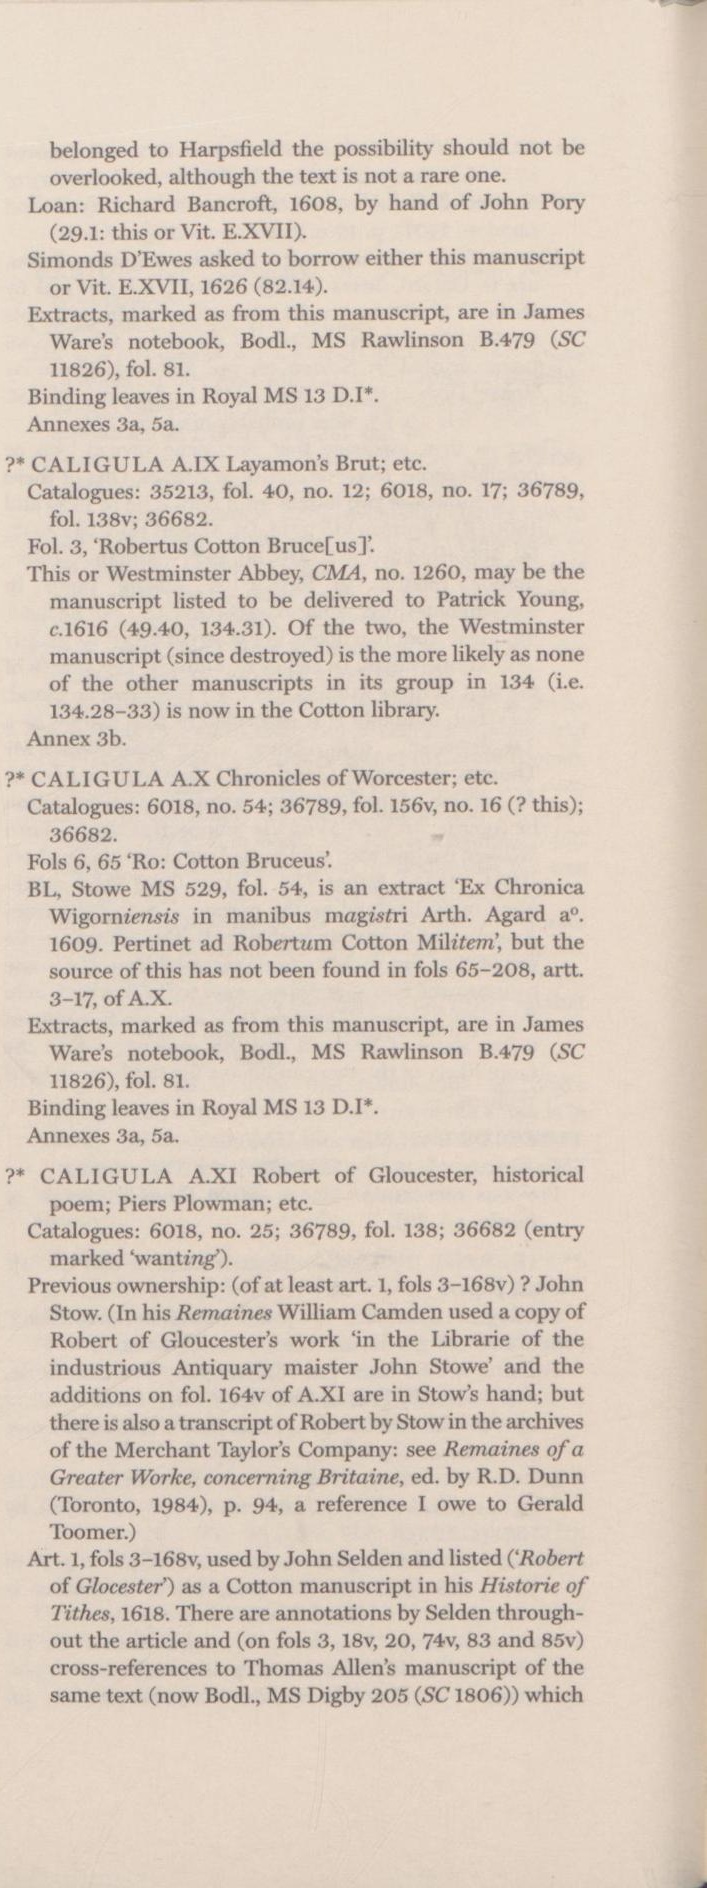 belonged to Harpsfield the possibility should not be
overlooked, although the text is not a rare one.
Loan: Richard Bancroft, 1608, by hand of John Pory
(29.1: this or Vit. E.XVII).
Simonds D'Ewes asked to borrow either this manuscript
or Vit. E.XVII, 1626 (82.14).
Extracts, marked as from this manuscript, are in James
Ware's notebook, Bodl., MS Rawlinson B.479 (SC
11826), fol. 81.
Binding leaves in Royal MS 13 D.I*.
Annexes 3a, 5a.
?* CALIGULA A.IX Layamon's Brut; etc.
Catalogues: 35213, fol. 40, no. 12; 6018, no. 17; 36789,
fol. 138v; 36682.
Fol. 3, 'Robertus Cotton Bruce[us]'.
This or Westminster Abbey, CMA, no. 1260, may be the
manuscript listed to be delivered to Patrick Young,
c.1616 (49.40, 134.31). Of the two, the Westminster
manuscript (since destroyed) is the more likely as none
of the other manuscripts in its group in 134 (i.e.
134.28–33) is now in the Cotton library.
Annex 3b.
?* CALIGULA A.X Chronicles of Worcester; etc.
Catalogues: 6018, no. 54; 36789, fol. 156v, no. 16 (? this);
36682.
Fols 6, 65 'Ro: Cotton Bruceus'.
BL, Stowe MS 529, fol. 54, is an extract 'Ex Chronica
Wigorniensis in manibus magistri Arth. Agard aº.
1609. Pertinet ad Robertum Cotton Militem', but the
source of this has not been found in fols 65–208, artt.
3–17, of A.X.
Extracts, marked as from this manuscript, are in James
Ware's notebook, Bodl., MS Rawlinson B.479 (SC
11826), fol. 81.
Binding leaves in Royal MS 13 D.I*.
Annexes 3a, 5a.
?* CALIGULA A.XI Robert of Gloucester, historical
poem; Piers Plowman; etc.
Catalogues: 6018, no. 25; 36789, fol. 138; 36682 (entry
marked 'wanting').
Previous ownership: (of at least art. 1, fols 3–168v) ? John
Stow. (In his Remaines William Camden used a copy of
Robert of Gloucester's work 'in the Librarie of the
industrious Antiquary maister John Stowe' and the
additions on fol. 164v of A.XI are in Stow's hand; but
there is also a transcript of Robert by Stow in the archives
of the Merchant Taylor's Company: see Remaines of a
Greater Worke, concerning Britaine, ed. by R.D. Dunn
(Toronto, 1984), p. 94, a reference I owe to Gerald
Toomer.)
Art. 1, fols 3–168v, used by John Selden and listed ('Robert
of Glocester') as a Cotton manuscript in his Historie of
Tithes, 1618. There are annotations by Selden through-
out the article and (on fols 3, 18v, 20, 74v, 83 and 85v)
cross-references to Thomas Allen's manuscript of the
same text (now Bodl., MS Digby 205 (SC 1806)) which